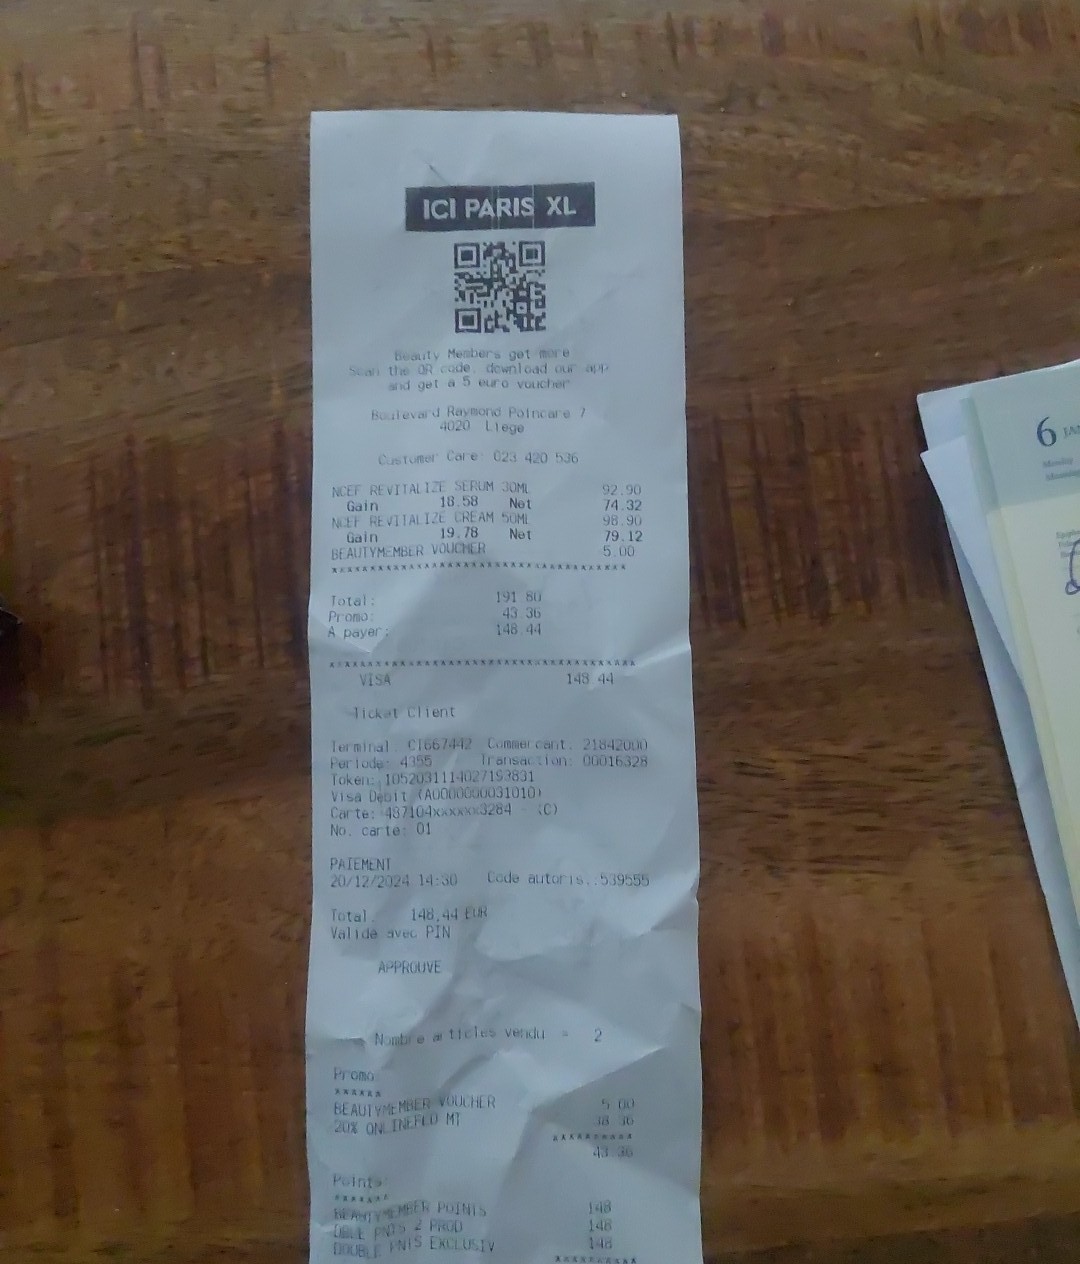 ICI PARIS XL
Beauty Members get more
Scan the QR code, download our app
and get a 5 euro voucher
Boulevard Raymond Poincare 7
4020 Liege
Customer Care: 023 420 536
NCEF REVITALIZE SERUM 30ML 92.90
Gain 18.58 Net 74.32
NCEF REVITALIZE CREAM 50ML 98.90
Gain 19.78 Net 79.12
BEAUTYMEMBER VOUCHER 5.00
Total: 191.80
Promo: 43.36
A payer: 148.44
VISA 148.44
Ticket Client
Terminal: C1667442 Commercant: 21842000
Periode: 4355 Transaction: 00016328
Token: 1052031114027193831
Visa Debit (A0000000031010)
Carte: 487104xxxxxx3284 - (C)
No. carte: 01
PAIEMENT
20/12/2024 14:30 Code autoris.:539555
Total: 148,44 EUR
Validé avec PIN
APPROUVE
Nombre articles vendu = 2
Promo:
BEAUTYMEMBER VOUCHER 5.00
20% ONLINEFLD MT 38.36
43.36
Points:
BEAUTYMEMBER POINTS 148
DBLE PNTS 2 PROD 148
DOUBLE PNTS EXCLUSIV 148
6 JAN
Monday